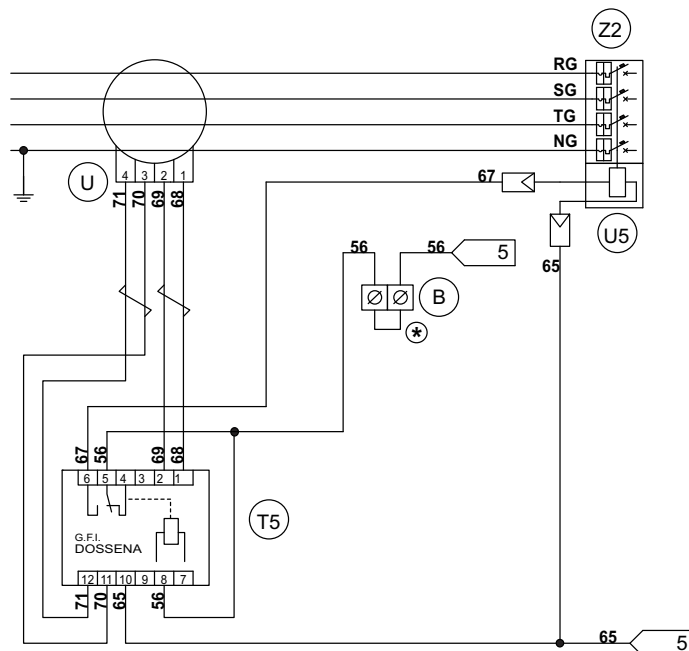 Z2
RG
SG
TG
NG
4 3 2 1
U
71 70 69 68
67
U5
65
56 56 5
B
*
67 56 69 68
6 5 4 3 2 1
T5
G.F.I.
DOSSENA
12 11 10 9 8 7
71 70 65 56
65 5